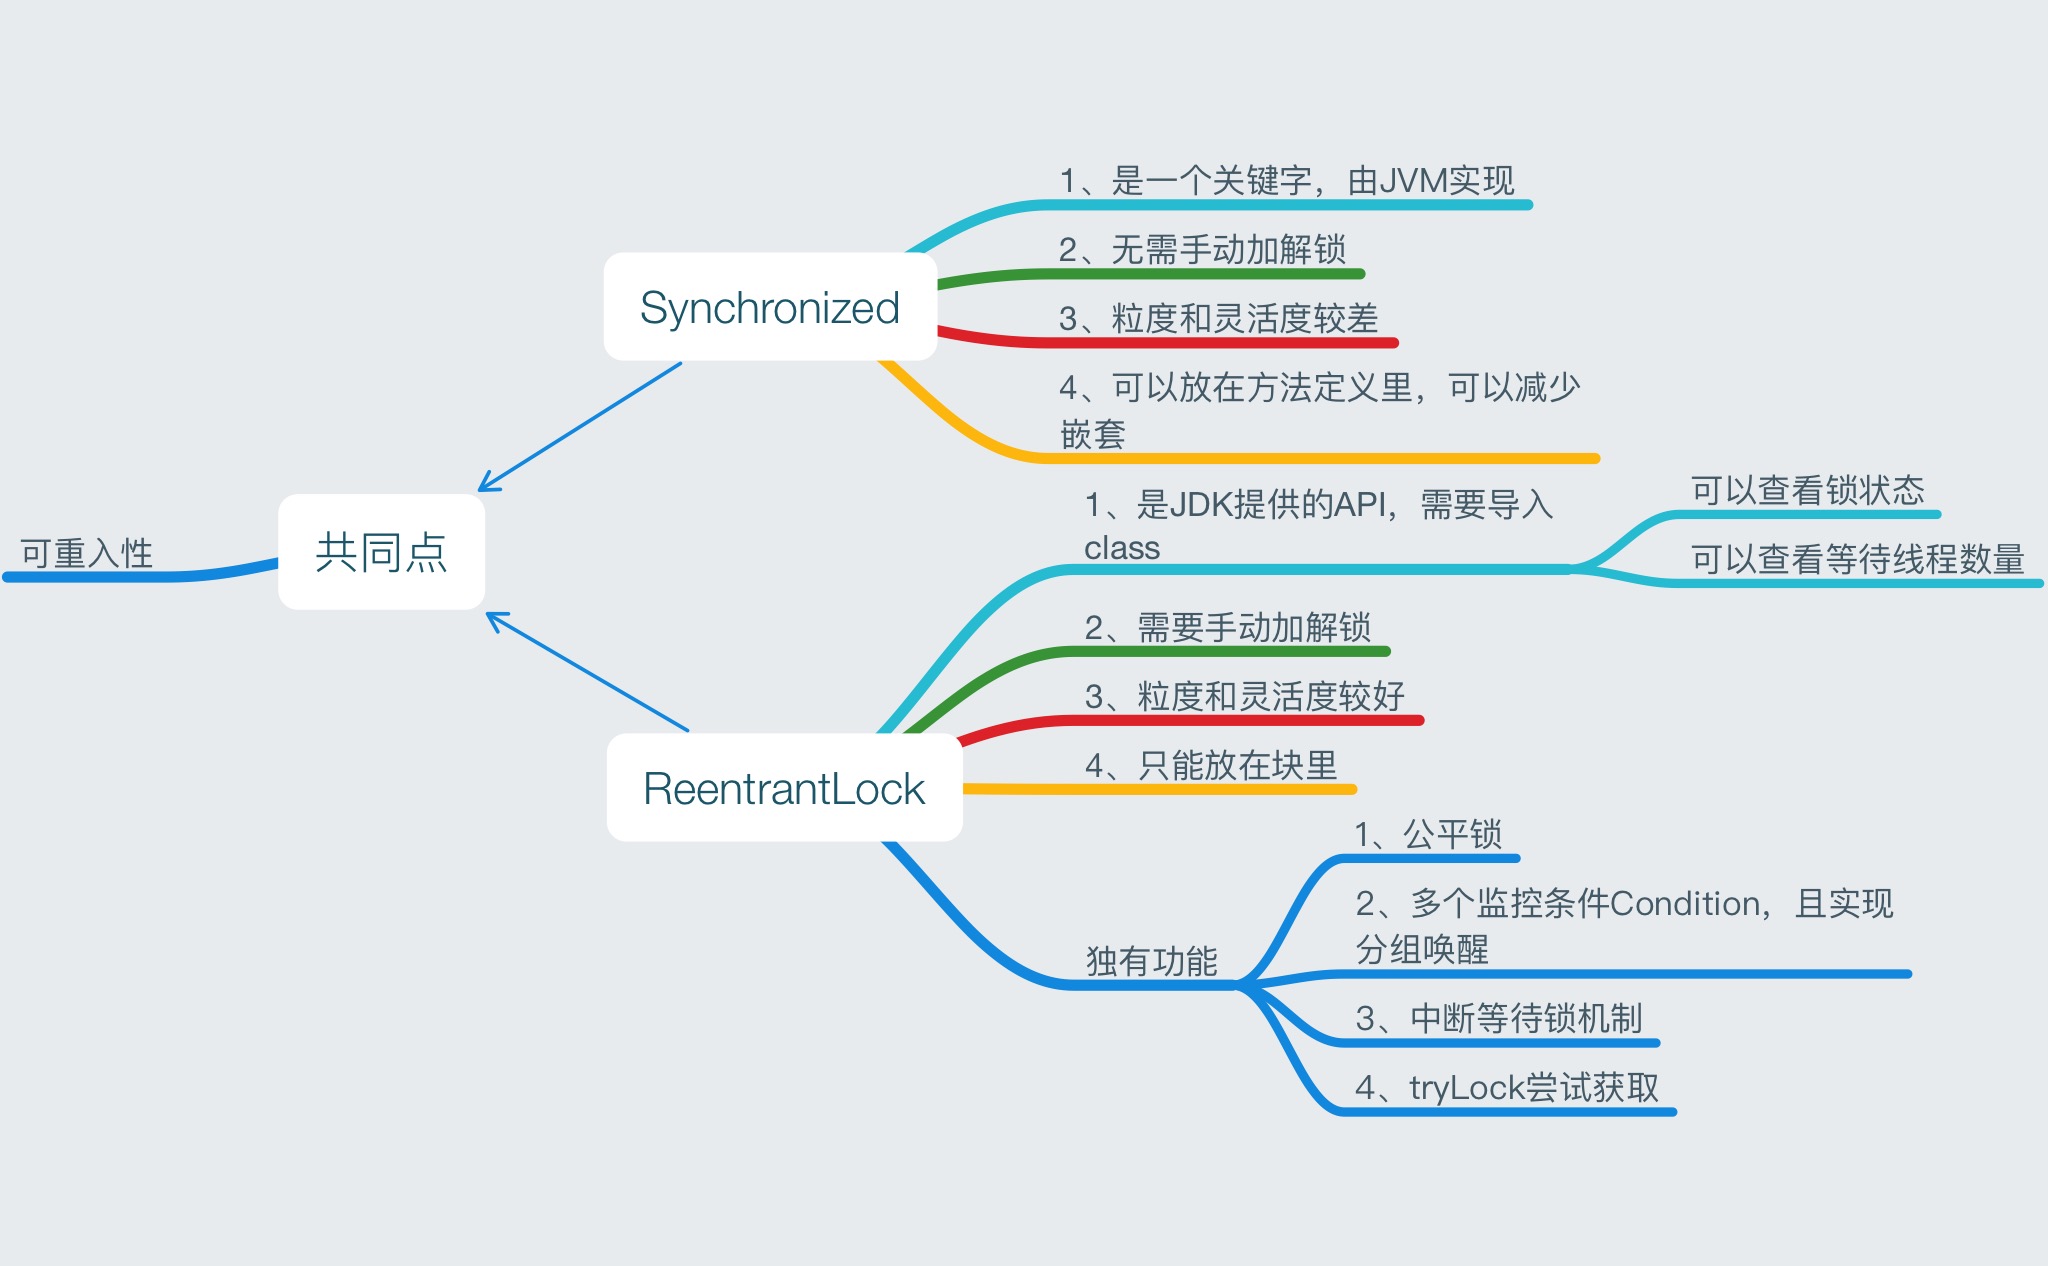 Synchronized
1、是一个关键字，由JVM实现
2、无需手动加解锁
3、粒度和灵活度较差
4、可以放在方法定义里，可以减少
嵌套
共同点
可重入性
ReentrantLock
1、是JDK提供的API，需要导入
class
可以查看锁状态
可以查看等待线程数量
2、需要手动加解锁
3、粒度和灵活度较好
4、只能放在块里
独有功能
1、公平锁
2、多个监控条件Condition，且实现
分组唤醒
3、中断等待锁机制
4、tryLock尝试获取